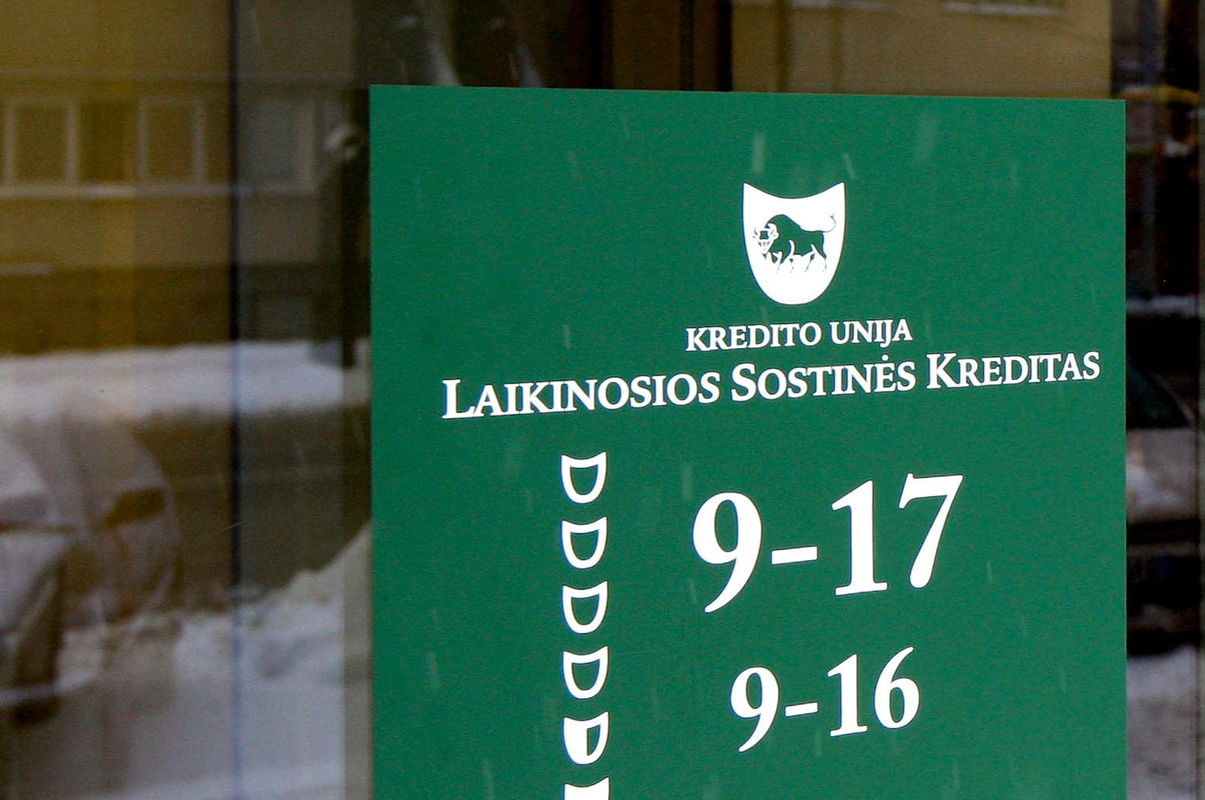 KREDITO UNIJA
LAIKINOSIOS SOSTINĖS KREDITAS
9-17
9-16